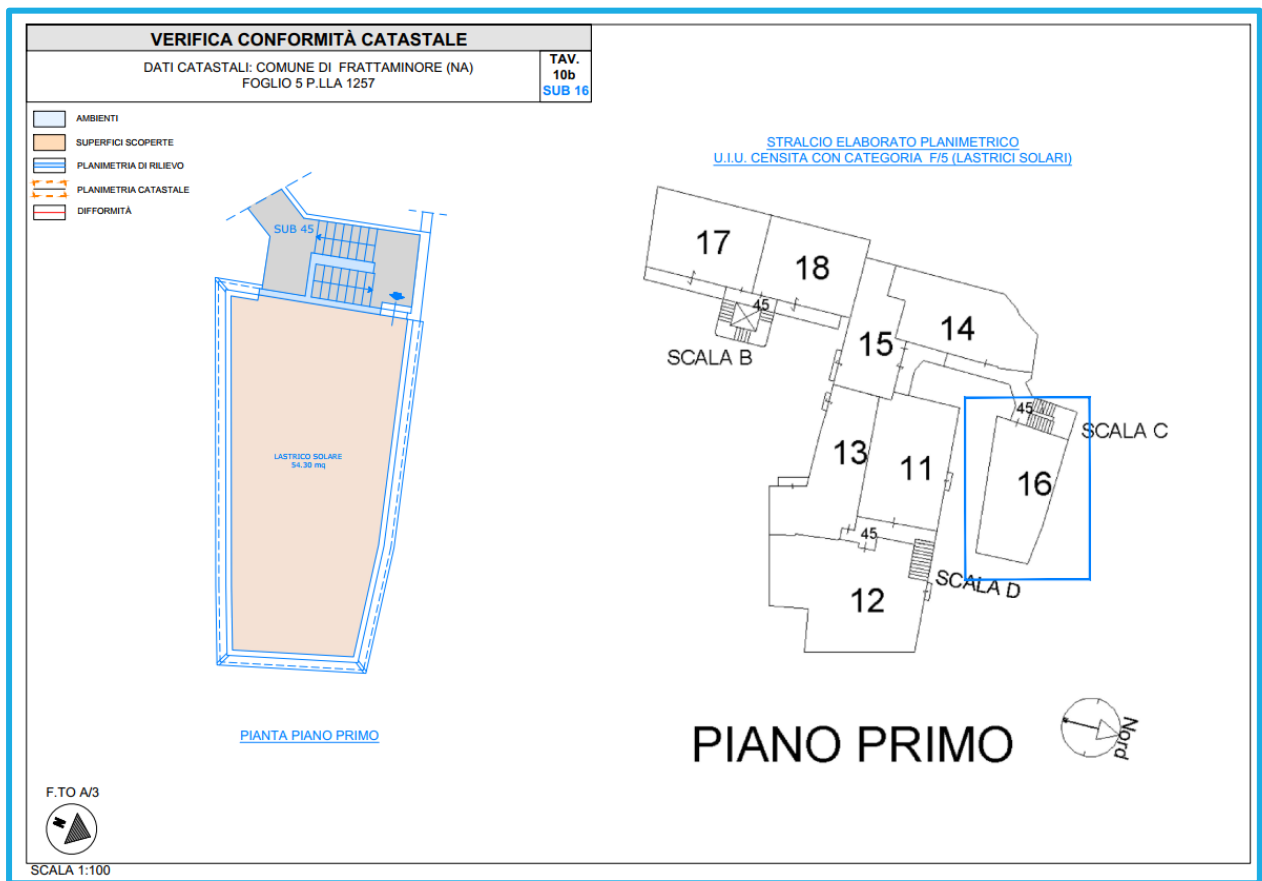 VERIFICA CONFORMITÀ CATASTALE
DATI CATASTALI: COMUNE DI FRATTAMINORE (NA)
FOGLIO 5 P.LLA 1257
TAV.
10b
SUB 16
AMBIENTI
SUPERFICI SCOPERTE
PLANIMETRIA DI RILIEVO
PLANIMETRIA CATASTALE
DIFFORMITÀ
SUB 45
LASTRICO SOLARE
54.30 mq
PIANTA PIANO PRIMO
STRALCIO ELABORATO PLANIMETRICO
U.I.U. CENSITA CON CATEGORIA F/5 (LASTRICI SOLARI)
17
18
45
SCALA B
15
14
45
SCALA C
13
11
16
45
SCALA D
12
PIANO PRIMO
Nord
F.TO A/3
N
SCALA 1:100